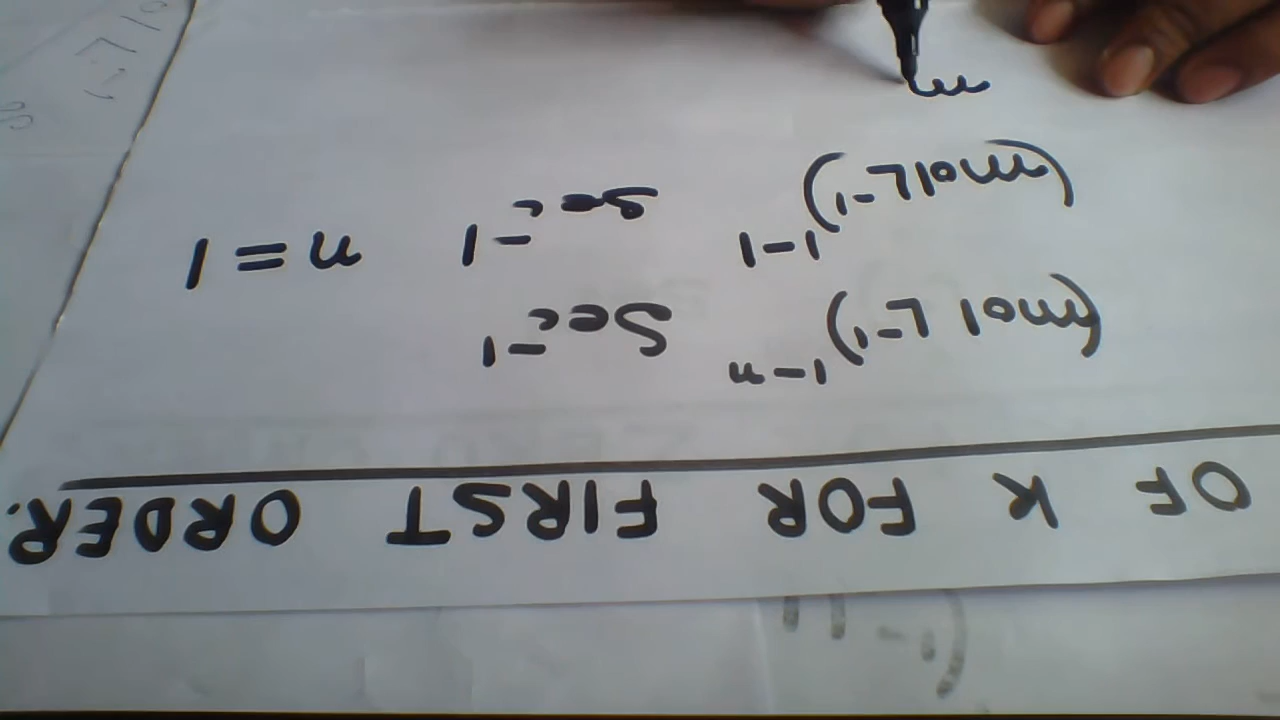 OF K FOR FIRST ORDER.
(mol L⁻¹)¹⁻ⁿ Sec⁻¹
(mol L⁻¹)¹⁻¹ Sec⁻¹ n = 1
m